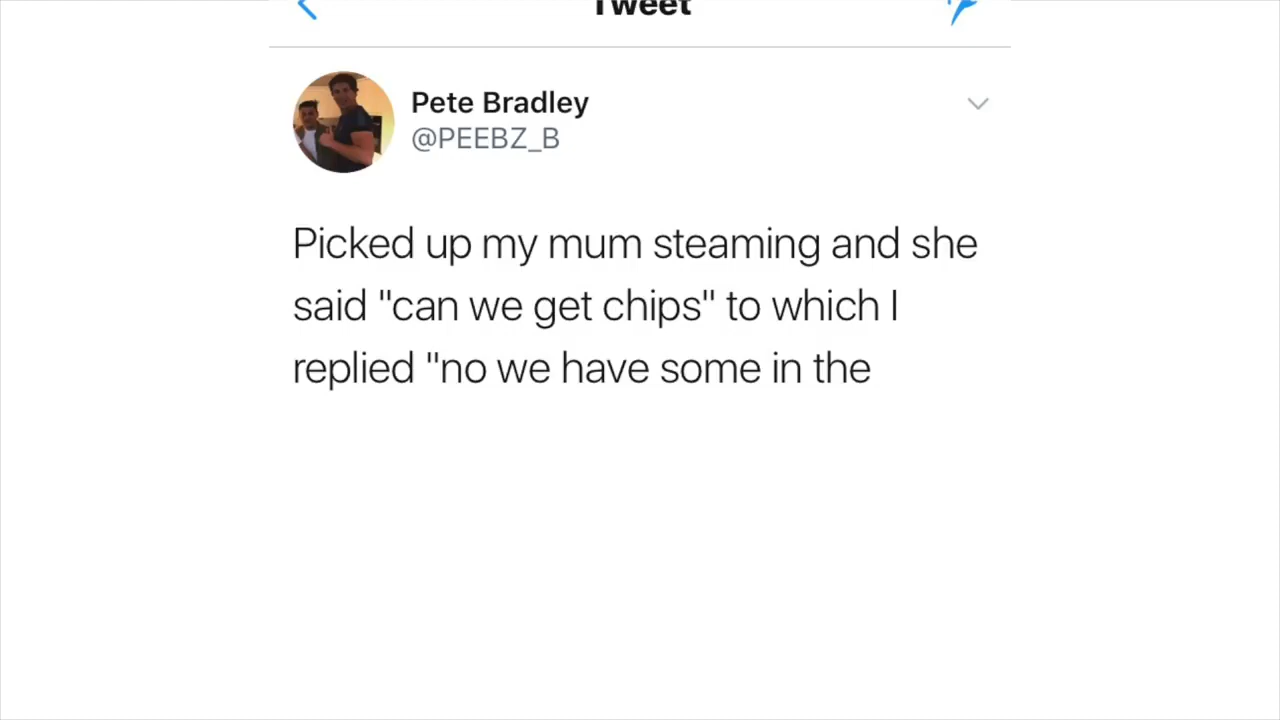 Tweet
Pete Bradley
@PEEBZ_B
Picked up my mum steaming and she
said "can we get chips" to which I
replied "no we have some in the